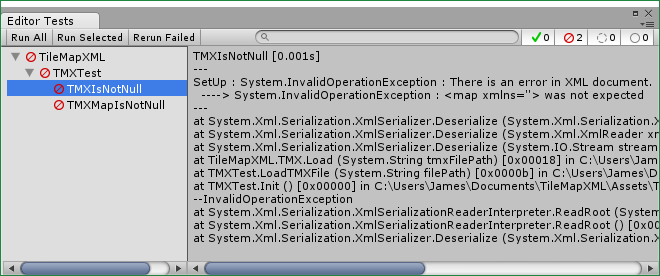 Editor Tests
Run All Run Selected Rerun Failed 0 2 0 0
TileMapXML
TMXTest
TMXIsNotNull
TMXMapIsNotNull
TMXIsNotNull [0.001s]
---
SetUp : System.InvalidOperationException : There is an error in XML document.
----> System.InvalidOperationException : <map xmlns=''> was not expected
---
at System.Xml.Serialization.XmlSerializer.Deserialize (System.Xml.Serialization.X
at System.Xml.Serialization.XmlSerializer.Deserialize (System.Xml.XmlReader xm
at System.Xml.Serialization.XmlSerializer.Deserialize (System.IO.Stream stream
at TileMapXML.TMX.Load (System.String tmxFilePath) [0x00018] in C:\Users\James
at TMXTest.LoadTMXFile (System.String filePath) [0x0000b] in C:\Users\James\D
at TMXTest.Init () [0x00000] in C:\Users\James\Documents\TileMapXML\Assets\T
--InvalidOperationException
at System.Xml.Serialization.XmlSerializationReaderInterpreter.ReadRoot (System
at System.Xml.Serialization.XmlSerializationReaderInterpreter.ReadRoot () [0x0
at System.Xml.Serialization.XmlSerializer.Deserialize (System.Xml.Serialization.X